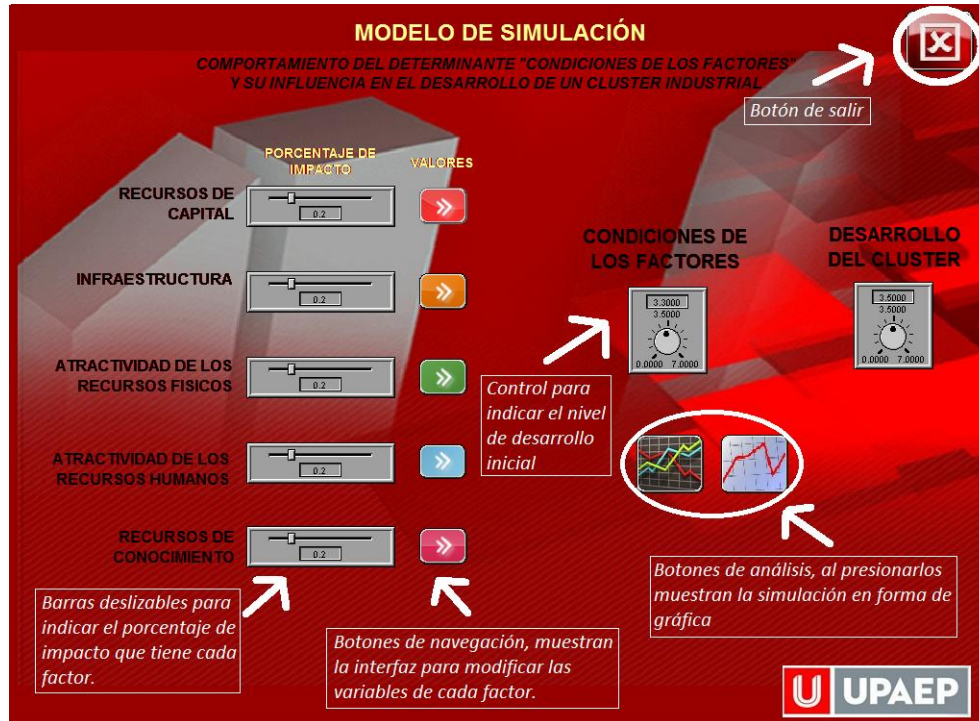 MODELO DE SIMULACIÓN
COMPORTAMIENTO DEL DETERMINANTE "CONDICIONES DE LOS FACTORES"
Y SU INFLUENCIA EN EL DESARROLLO DE UN CLUSTER INDUSTRIAL
Botón de salir
PORCENTAJE DE
IMPACTO
VALORES
RECURSOS DE
CAPITAL
0.2
INFRAESTRUCTURA
0.2
ATRACTIVIDAD DE LOS
RECURSOS FISICOS
0.2
ATRACTIVIDAD DE LOS
RECURSOS HUMANOS
0.2
RECURSOS DE
CONOCIMIENTO
0.2
CONDICIONES DE
LOS FACTORES
3.3000
3.5000
0.0000 7.0000
DESARROLLO
DEL CLUSTER
3.5000
3.5000
0.0000 7.0000
Control para
indicar el nivel
de desarrollo
inicial
Barras deslizables para
indicar el porcentaje de
impacto que tiene cada
factor.
Botones de navegación, muestran
la interfaz para modificar las
variables de cada factor.
Botones de análisis, al presionarlos
muestran la simulación en forma de
gráfica
U UPAEP